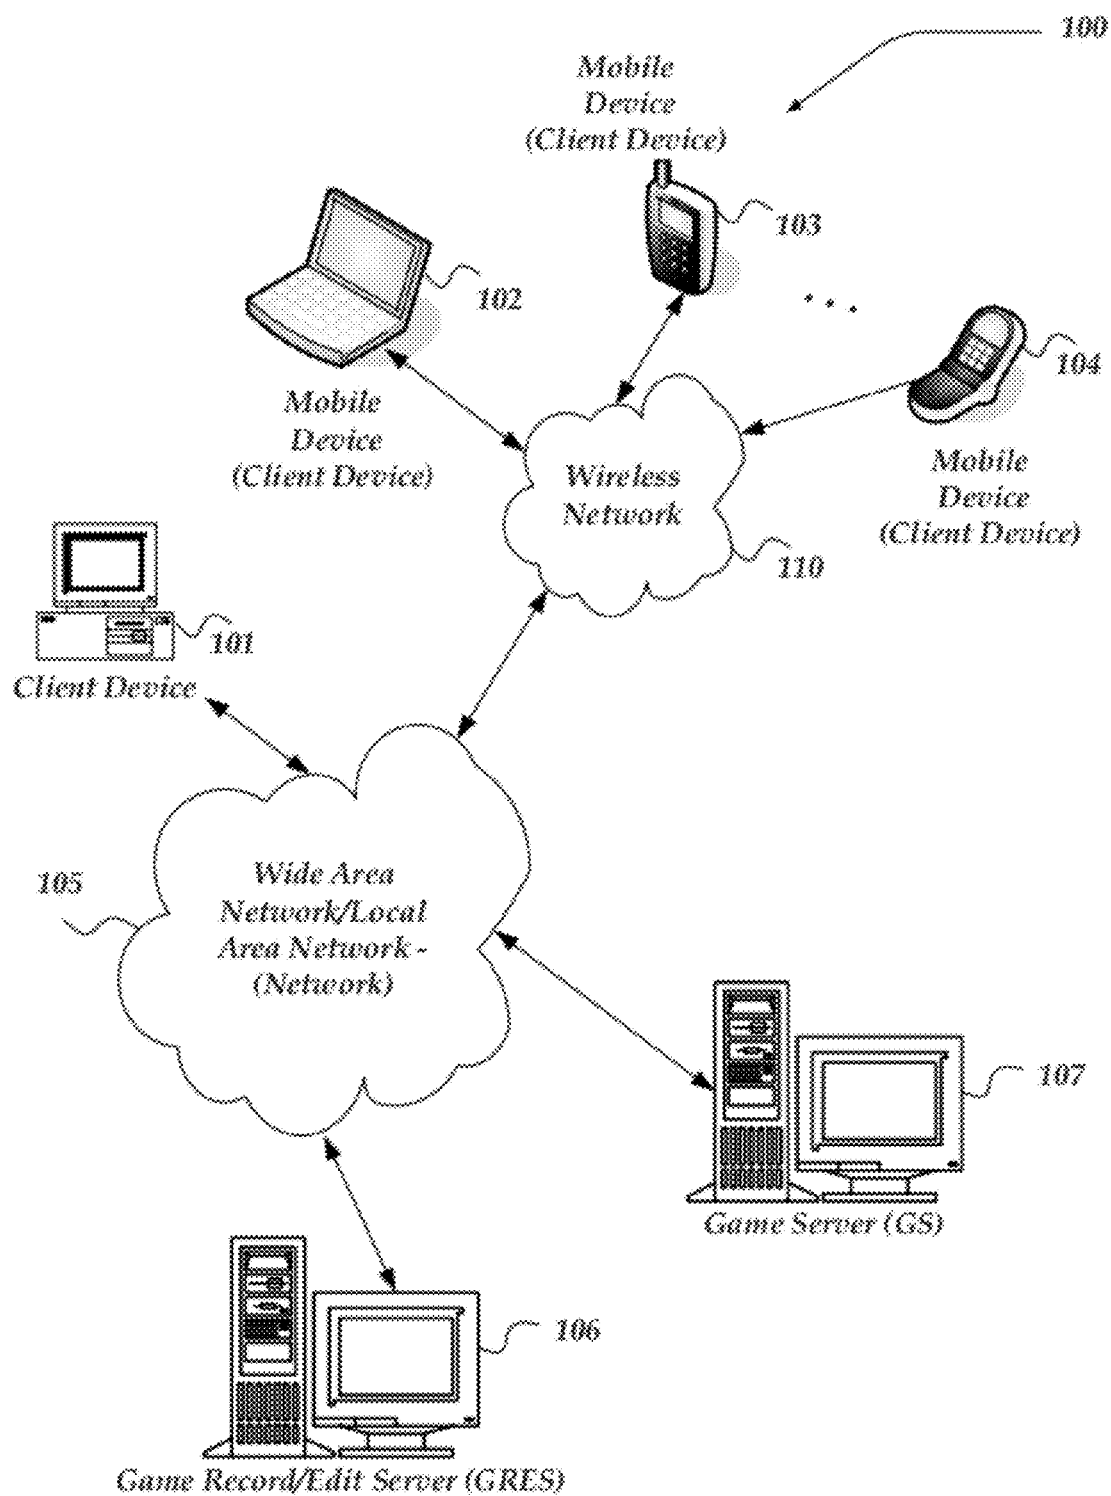 100
Mobile
Device
(Client Device)
103
102
104
Mobile
Device
(Client Device)
Wireless
Network
Mobile
Device
(Client Device)
110
101
Client Device
105
Wide Area
Network/Local
Area Network -
(Network)
107
Game Server (GS)
106
Game Record/Edit Server (GRES)